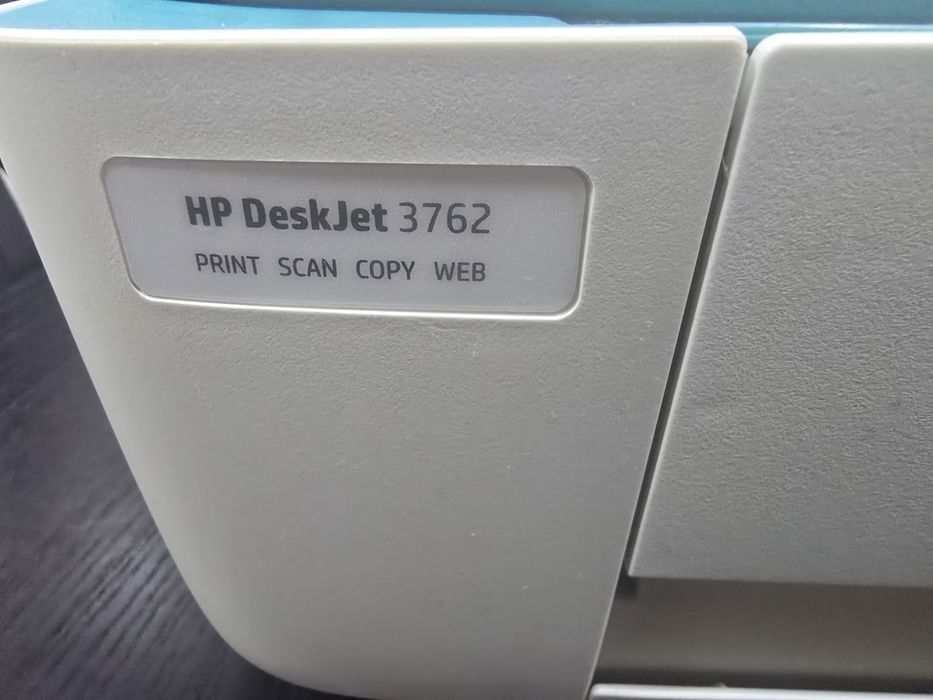 HP DeskJet 3762
PRINT SCAN COPY WEB